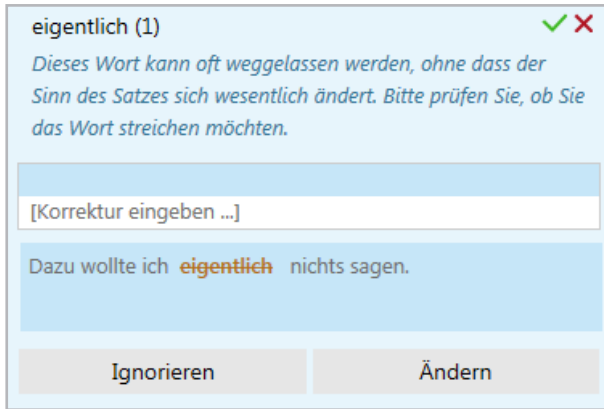 eigentlich (1)
Dieses Wort kann oft weggelassen werden, ohne dass der
Sinn des Satzes sich wesentlich ändert. Bitte prüfen Sie, ob Sie
das Wort streichen möchten.
[Korrektur eingeben ...]
Dazu wollte ich eigentlich nichts sagen.
Ignorieren
Ändern